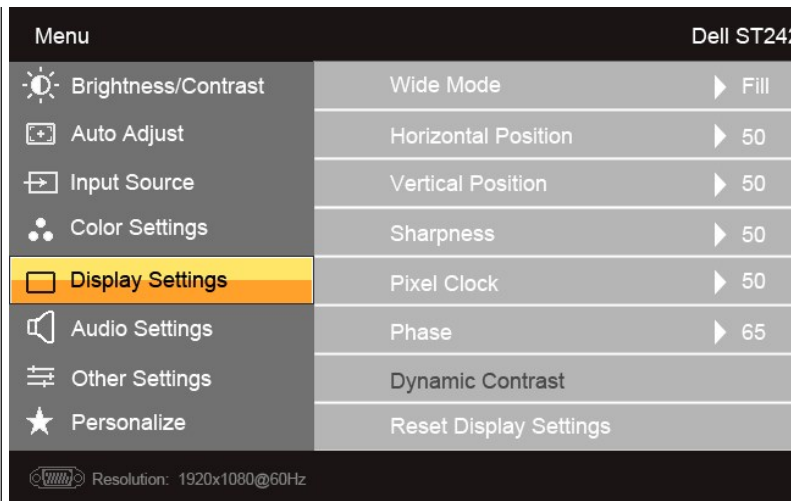 Menu Dell ST242
Brightness/Contrast Wide Mode Fill
Auto Adjust Horizontal Position 50
Input Source Vertical Position 50
Color Settings Sharpness 50
Display Settings Pixel Clock 50
Audio Settings Phase 65
Other Settings Dynamic Contrast
Personalize Reset Display Settings
Resolution: 1920x1080@60Hz